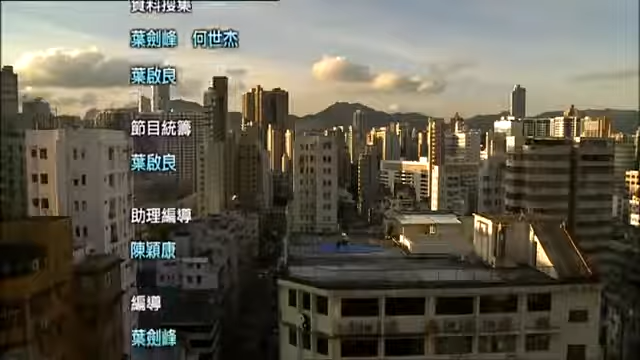 資料搜集
葉劍峰 何世杰
葉啟良
節目統籌
葉啟良
助理編導
陳穎康
編導
葉劍峰